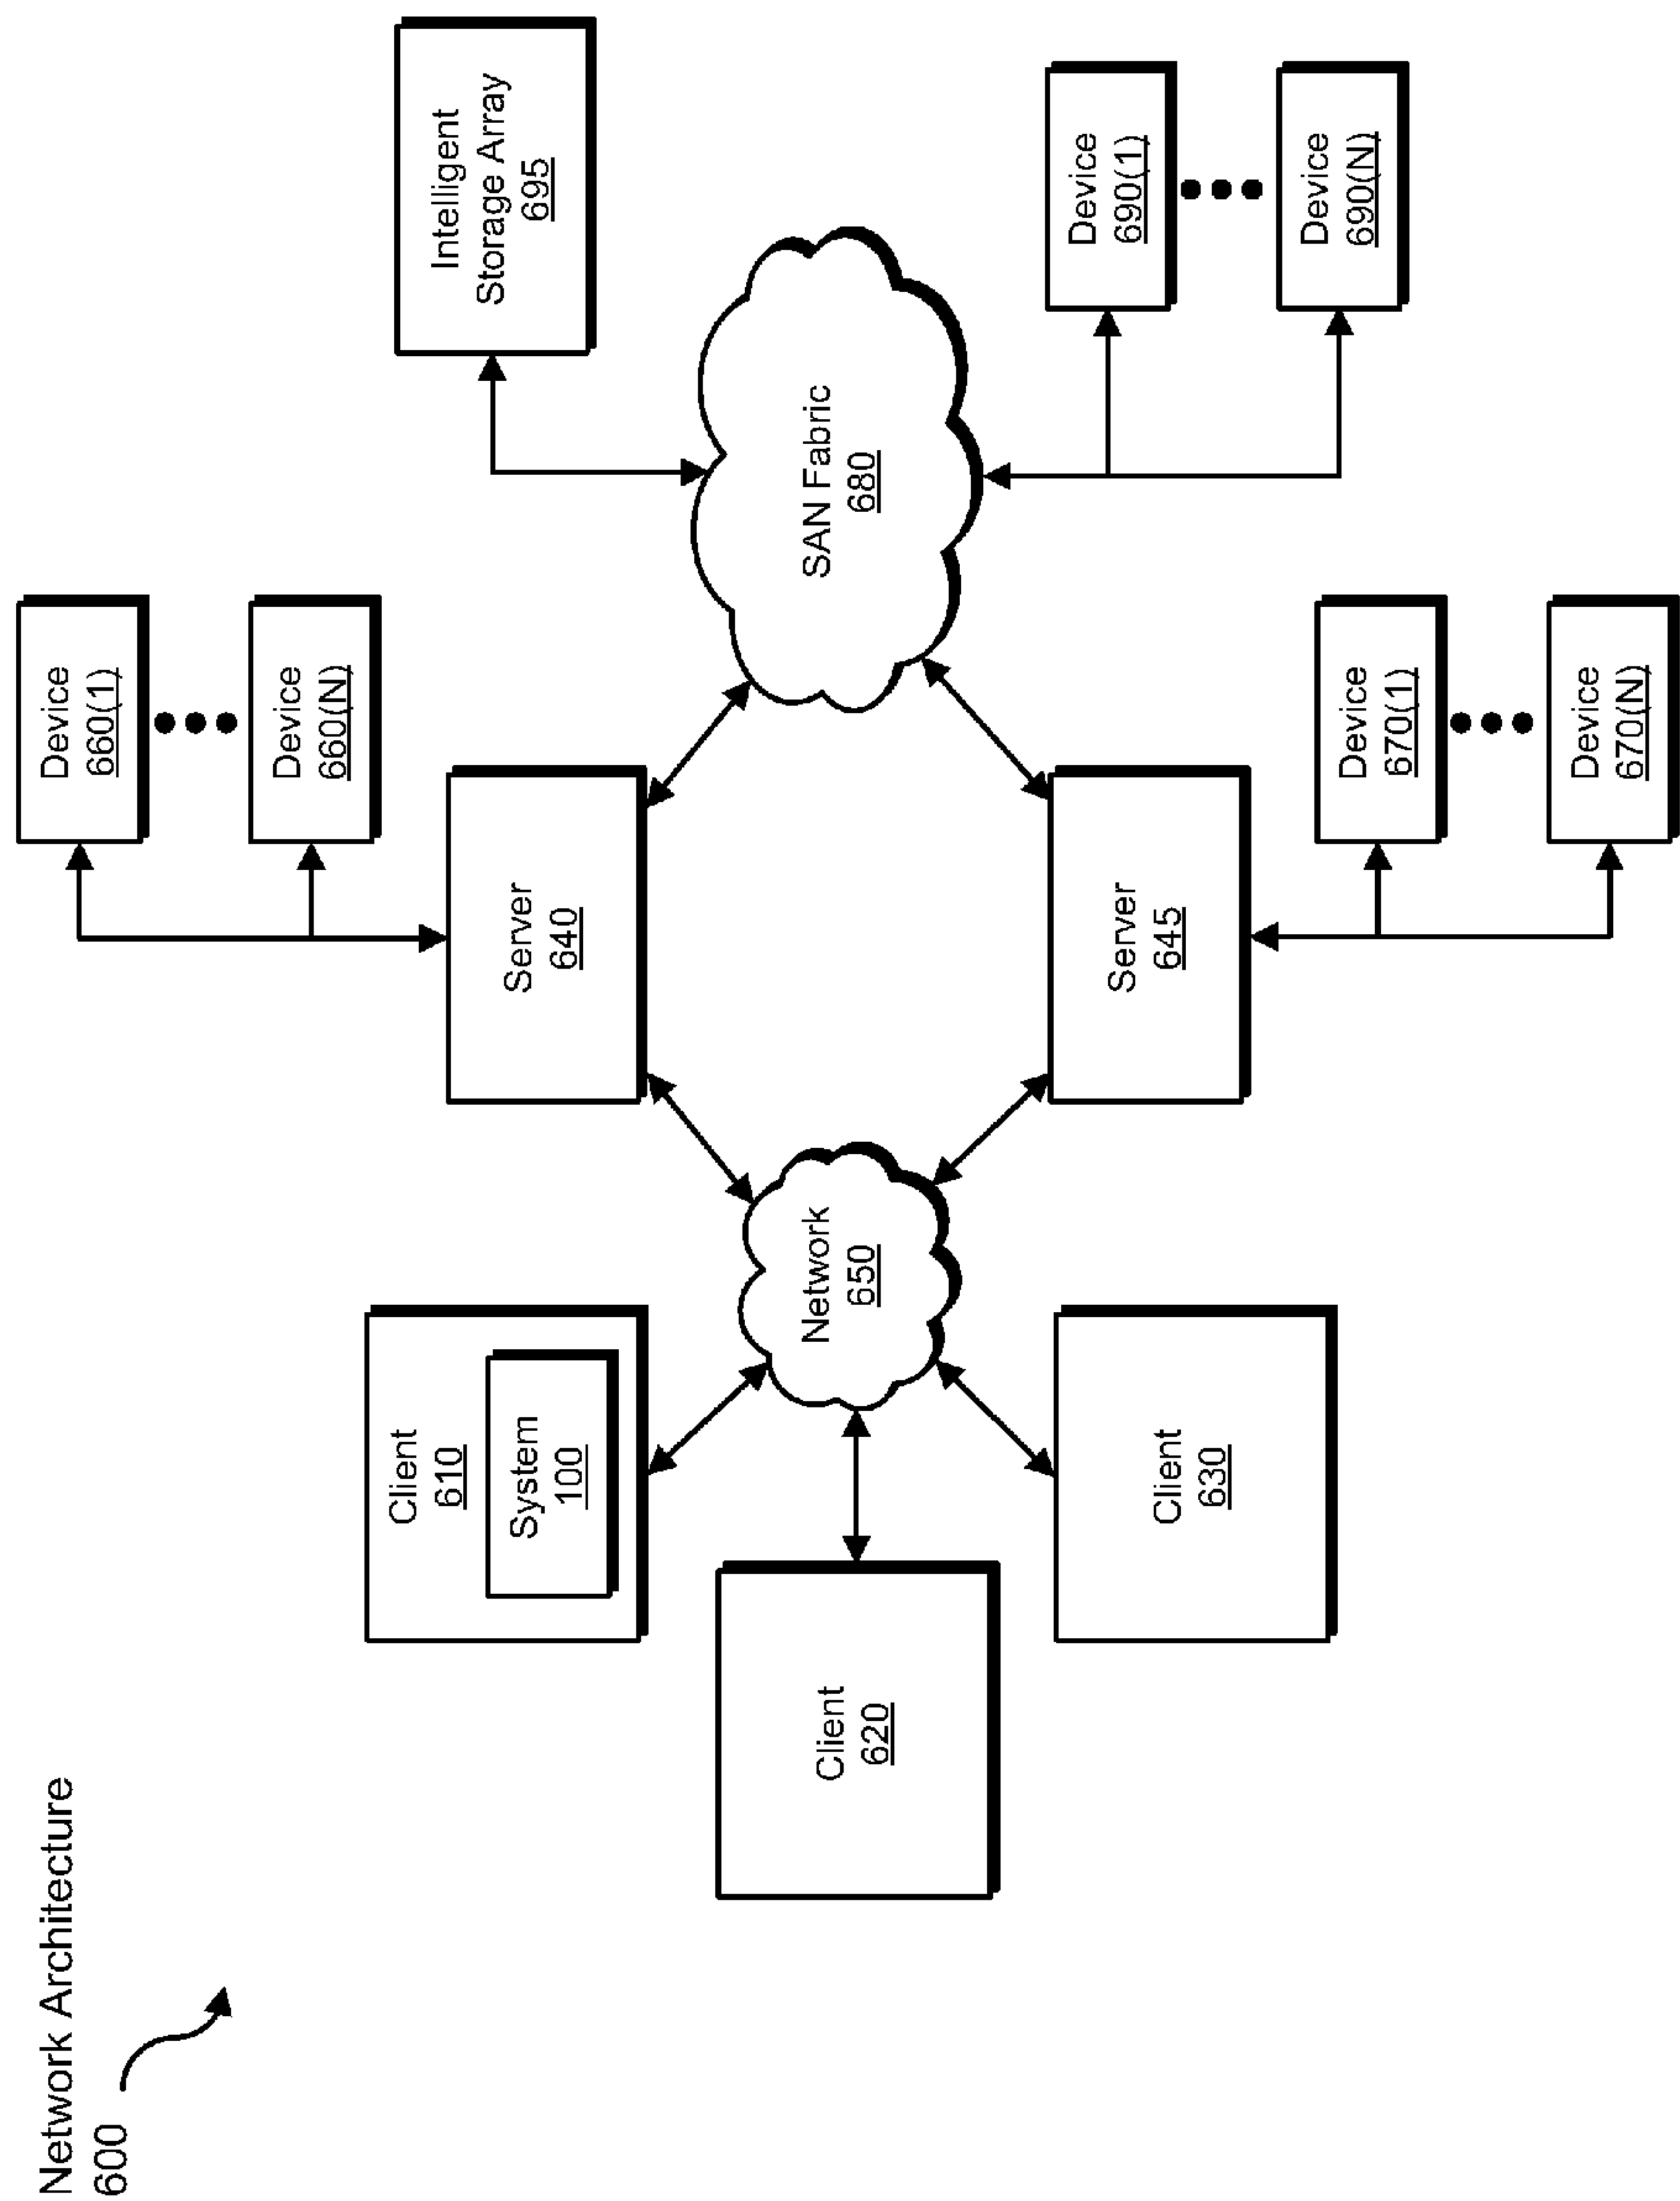 Network Architecture
600
Device
660(1)
Device
660(N)
Intelligent
Storage Array
695
Client
610
System
100
Server
640
Client
620
Network
650
SAN Fabric
680
Client
630
Server
645
Device
690(1)
Device
690(N)
Device
670(1)
Device
670(N)